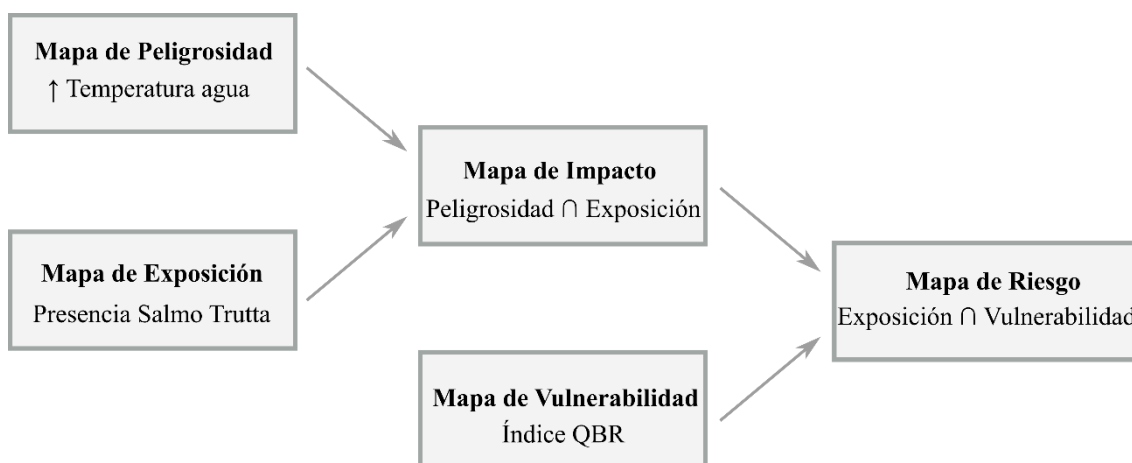 Mapa de Peligrosidad
↑ Temperatura agua
Mapa de Exposición
Presencia Salmo Trutta
Mapa de Impacto
Peligrosidad ∩ Exposición
Mapa de Vulnerabilidad
Índice QBR
Mapa de Riesgo
Exposición ∩ Vulnerabilidad